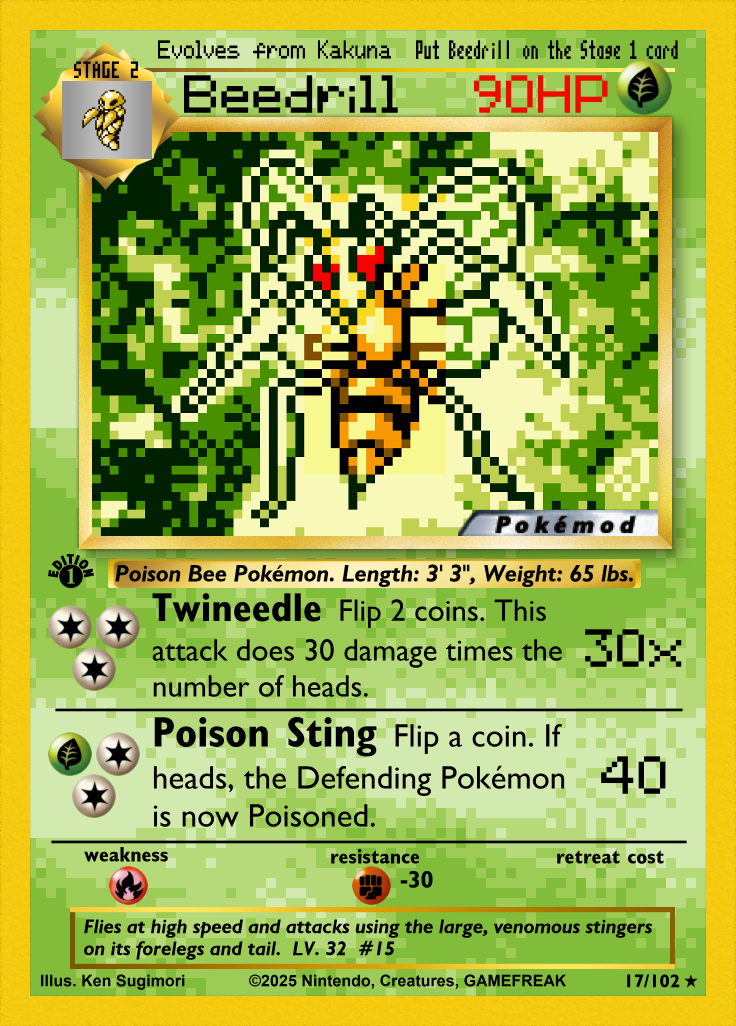 Evolves from Kakuna Put Beedrill on the Stage 1 card
STAGE 2
Beedrill 90HP
Pokémod
EDITION
1
Poison Bee Pokémon. Length: 3' 3", Weight: 65 lbs.
Twineedle Flip 2 coins. This
attack does 30 damage times the
number of heads.
30x
Poison Sting Flip a coin. If
heads, the Defending Pokémon
is now Poisoned.
40
weakness resistance retreat cost
-30
Flies at high speed and attacks using the large, venomous stingers
on its forelegs and tail. LV. 32 #15
Illus. Ken Sugimori ©2025 Nintendo, Creatures, GAMEFREAK 17/102 ★